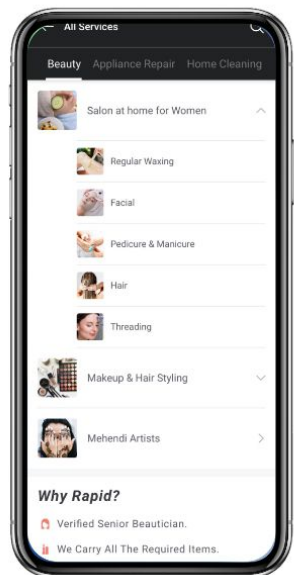 All Services
Beauty Appliance Repair Home Cleaning
Salon at home for Women
Regular Waxing
Facial
Pedicure & Manicure
Hair
Threading
Makeup & Hair Styling
Mehendi Artists
Why Rapid?
Verified Senior Beautician.
We Carry All The Required Items.